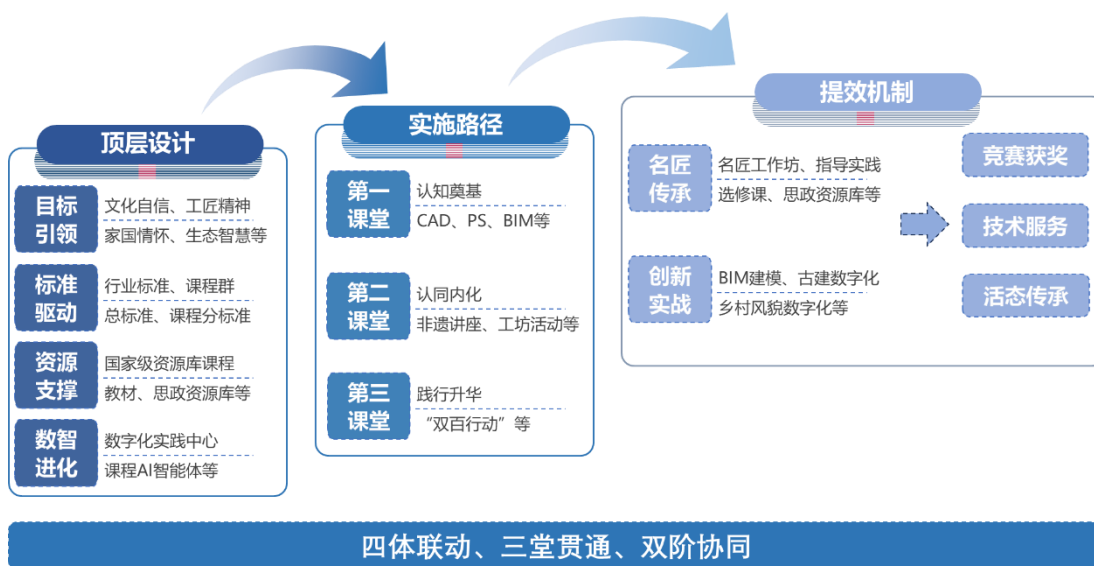 顶层设计
目标
引领
文化自信、工匠精神
家国情怀、生态智慧等
标准
驱动
行业标准、课程群
总标准、课程分标准
资源
支撑
国家级资源库课程
教材、思政资源库等
数智
进化
数字化实践中心
课程AI智能体等
实施路径
第一
课堂
认知奠基
CAD、PS、BIM等
第二
课堂
认同内化
非遗讲座、工坊活动等
第三
课堂
践行升华
“双百行动”等
提效机制
名匠
传承
名匠工作坊、指导实践
选修课、思政资源库等
创新
实战
BIM建模、古建数字化
乡村风貌数字化等
竞赛获奖
技术服务
活态传承
四体联动、三堂贯通、双阶协同